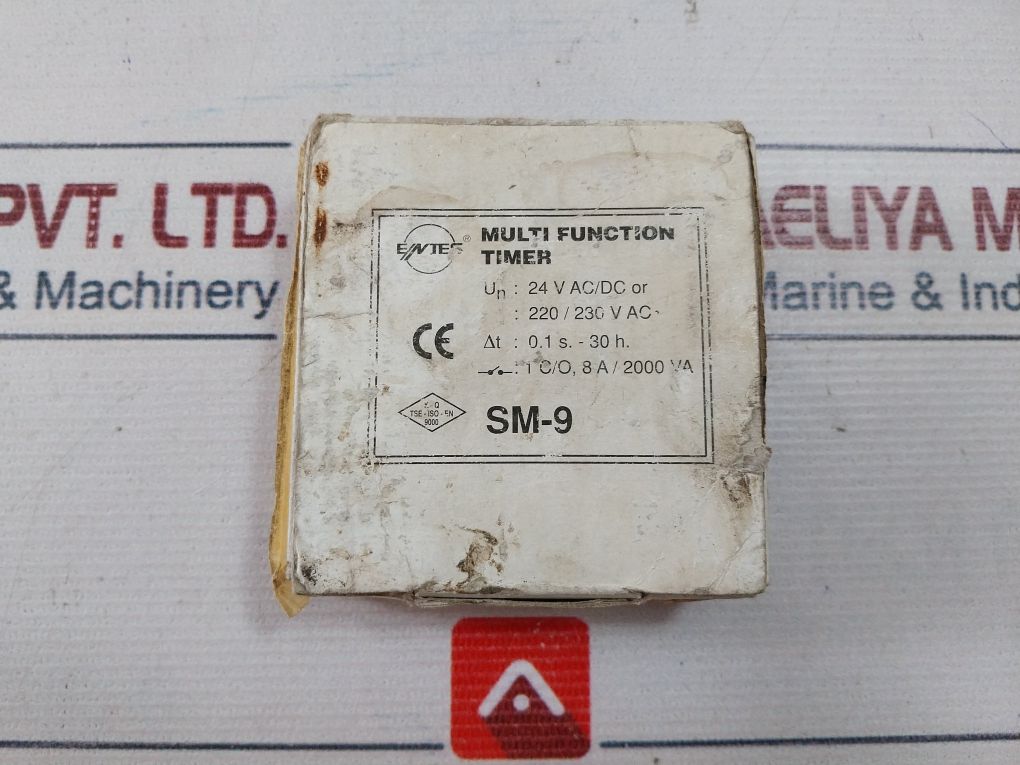 PVT. LTD.
& Machinery
AELIYA M
Marine & Ind
ENTES ®
MULTI FUNCTION
TIMER
Un : 24 V AC/DC or
: 220 / 230 V AC
CE
Δt : 0.1 s. - 30 h.
: 1 C/O, 8 A / 2000 VA
Q
TSE - ISO - EN
9000
SM-9